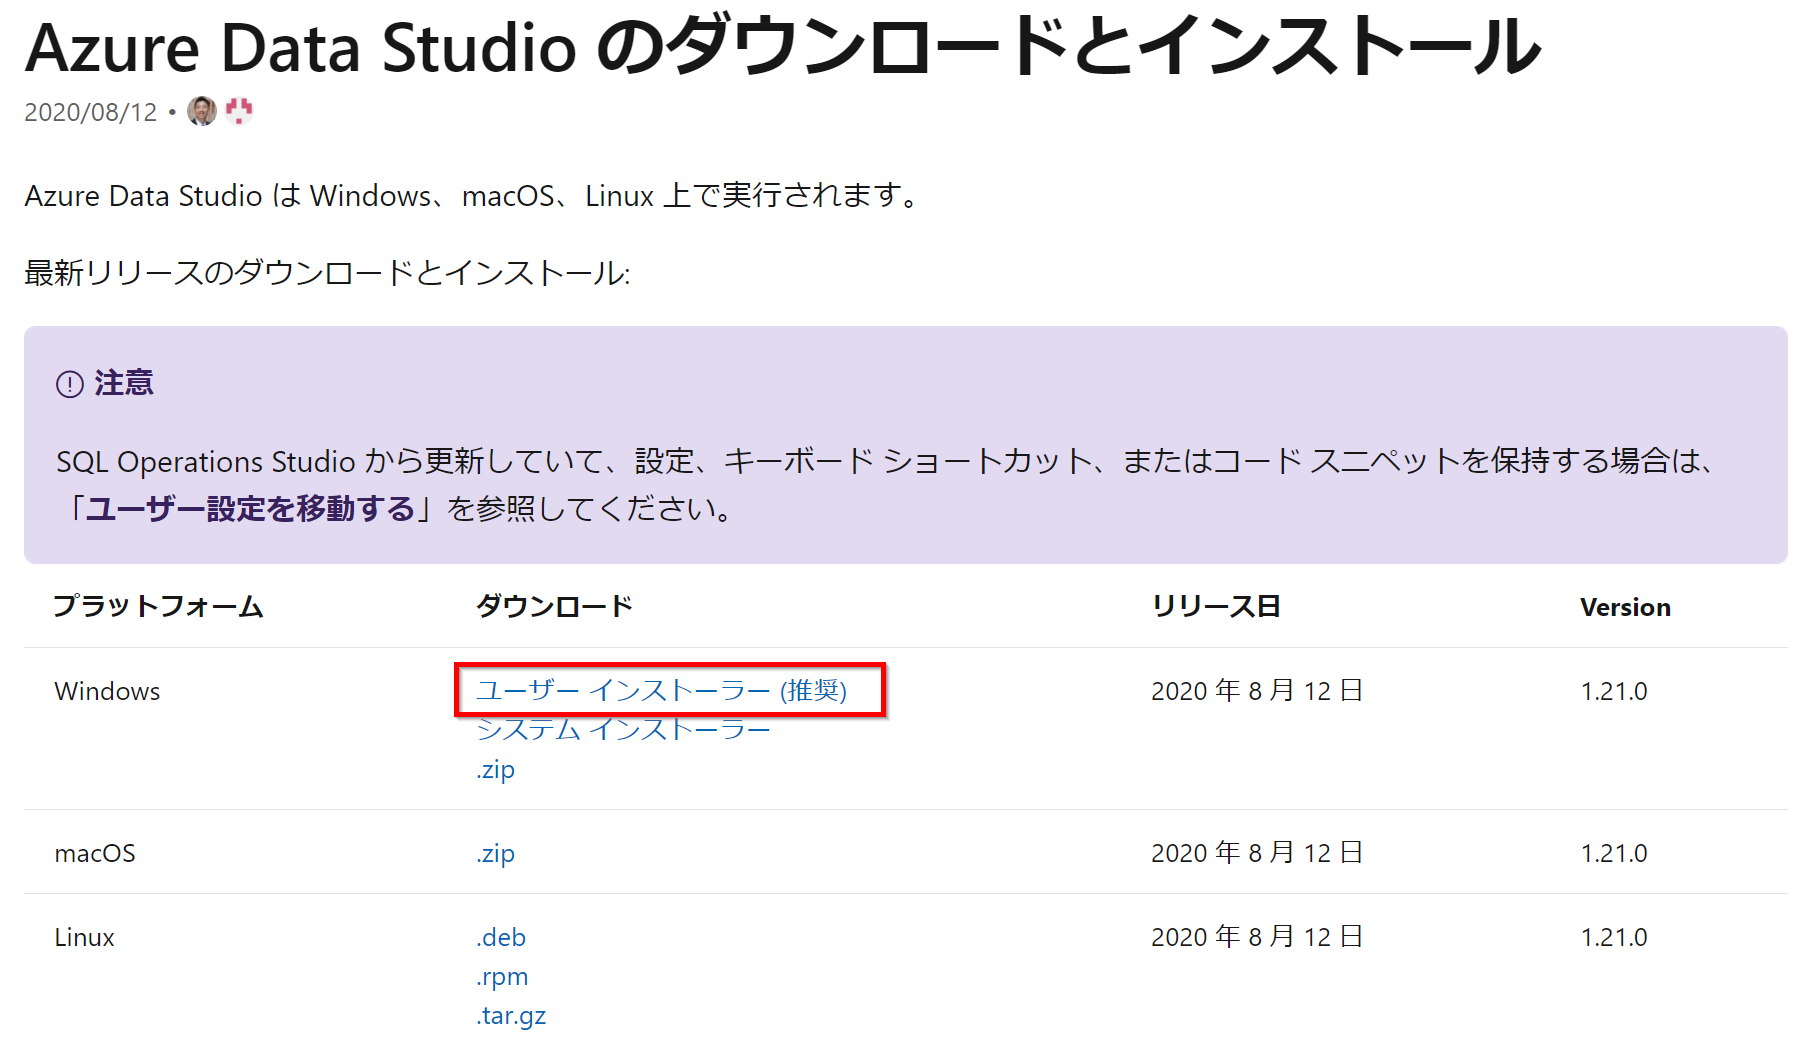 Azure Data Studio のダウンロードとインストール
2020/08/12 •
Azure Data Studio は Windows、macOS、Linux 上で実行されます。
最新リリースのダウンロードとインストール:
注意
SQL Operations Studio から更新していて、設定、キーボード ショートカット、またはコード スニペットを保持する場合は、
「ユーザー設定を移動する」を参照してください。
プラットフォーム ダウンロード リリース日 Version
Windows ユーザー インストーラー (推奨) 2020 年 8 月 12 日 1.21.0
システム インストーラー
.zip
macOS .zip 2020 年 8 月 12 日 1.21.0
Linux .deb 2020 年 8 月 12 日 1.21.0
.rpm
.tar.gz